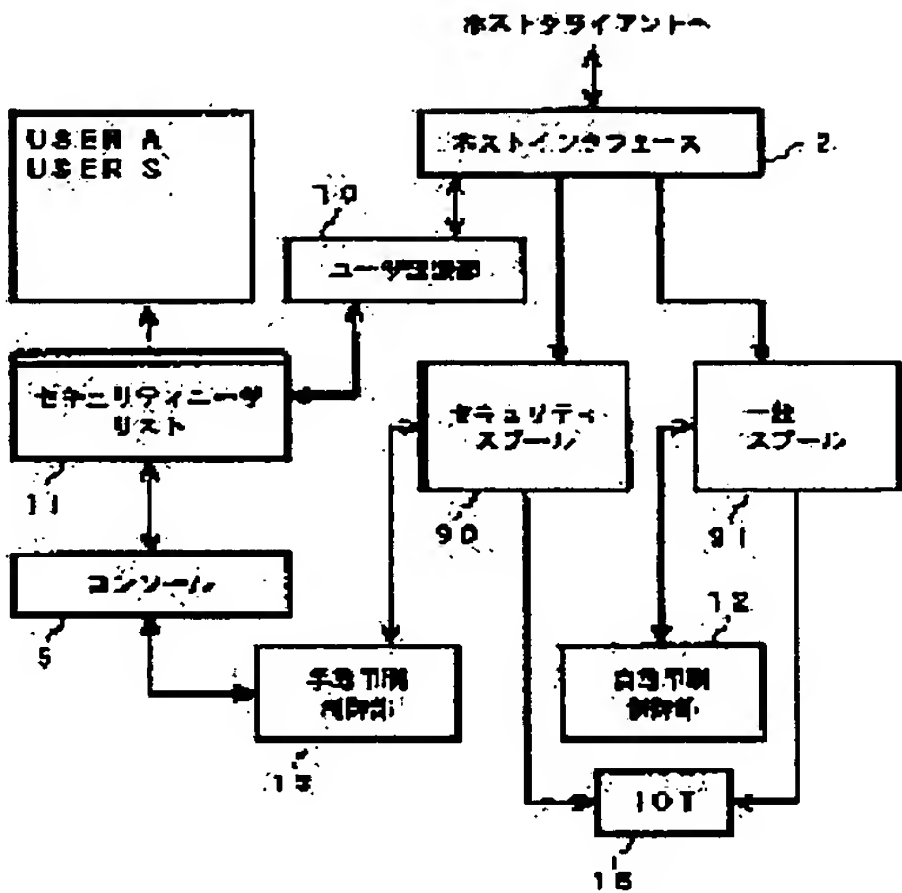 ホストクライアントへ
USER A
USER S
ホストインタフェース
2
10
ユーザ認識部
セキュリティユーザ
リスト
11
セキュリティ
スプール
90
一般
スプール
91
コンソール
5
12
手動印刷
制御部
13
自動印刷
制御部
IOT